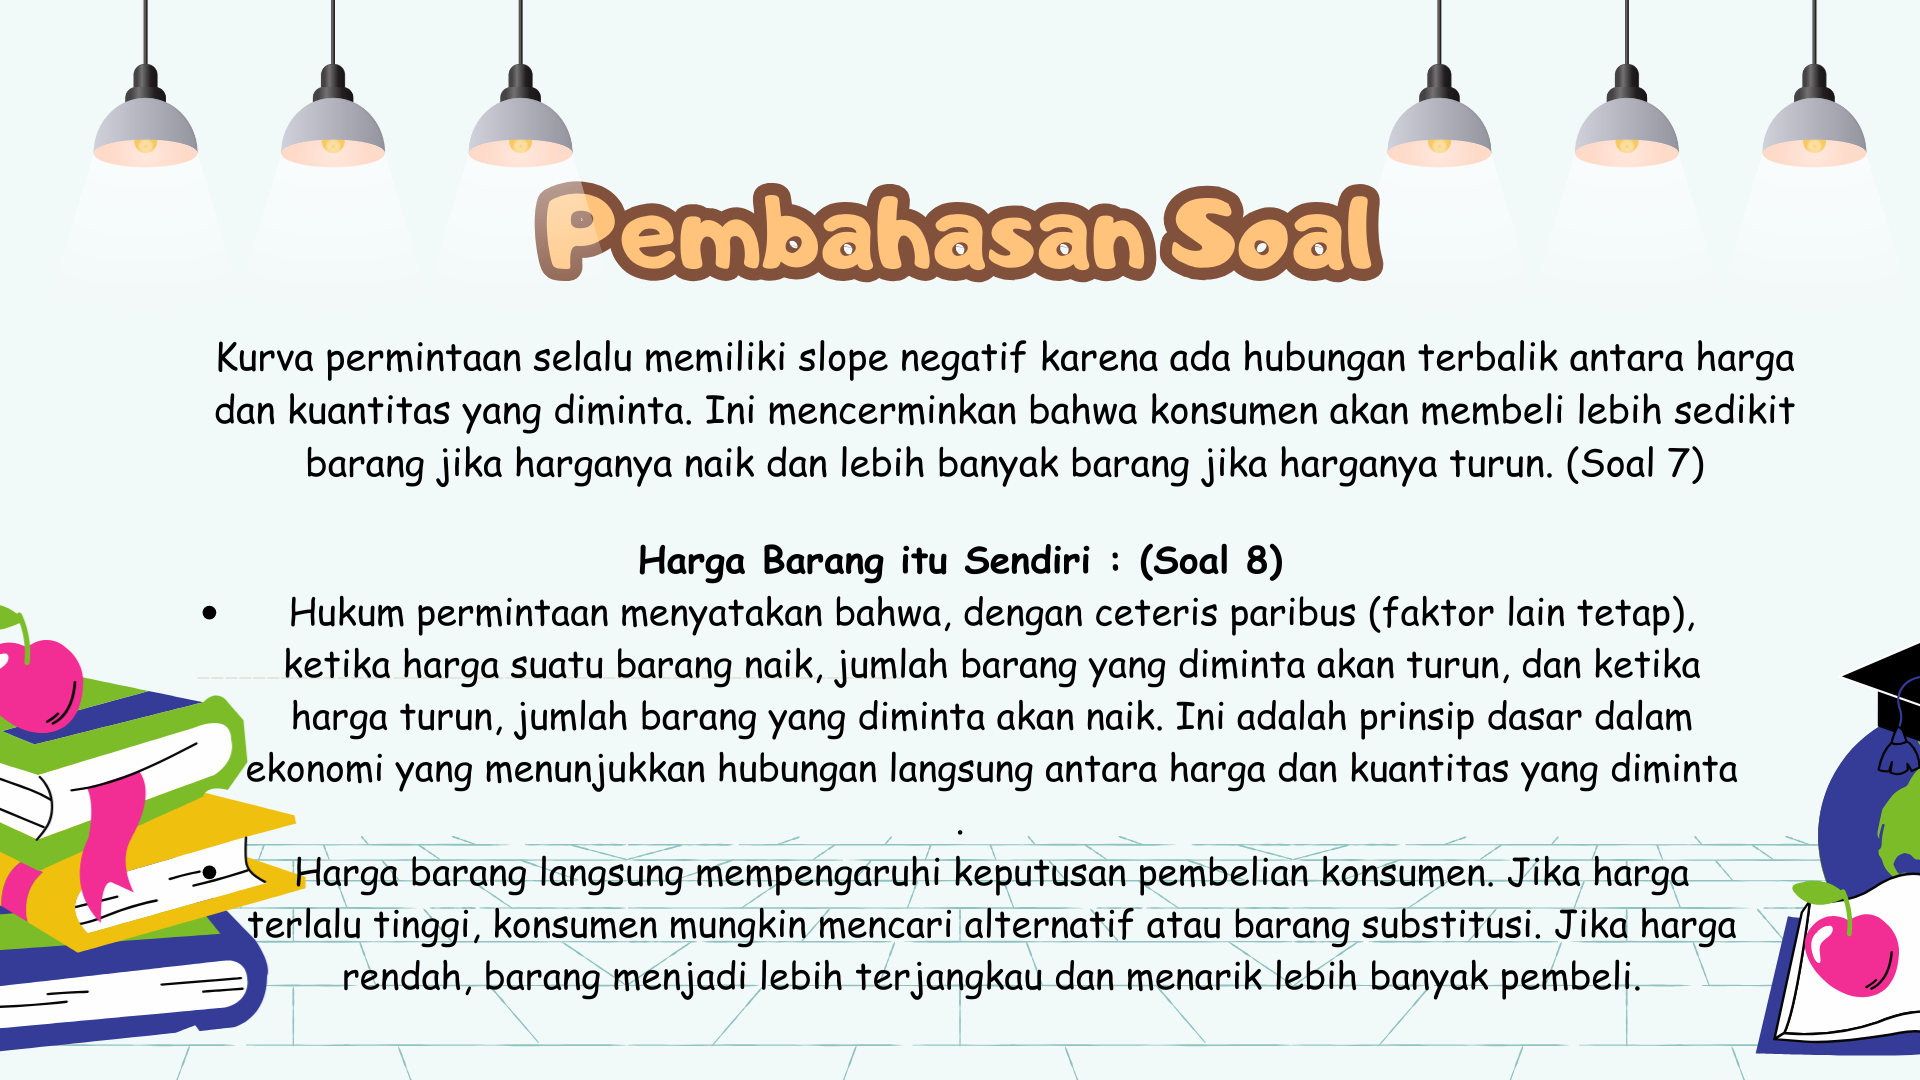 Pembahasan Soal
Kurva permintaan selalu memiliki slope negatif karena ada hubungan terbalik antara harga
dan kuantitas yang diminta. Ini mencerminkan bahwa konsumen akan membeli lebih sedikit
barang jika harganya naik dan lebih banyak barang jika harganya turun. (Soal 7)
Harga Barang itu Sendiri : (Soal 8)
• Hukum permintaan menyatakan bahwa, dengan ceteris paribus (faktor lain tetap),
ketika harga suatu barang naik, jumlah barang yang diminta akan turun, dan ketika
harga turun, jumlah barang yang diminta akan naik. Ini adalah prinsip dasar dalam
ekonomi yang menunjukkan hubungan langsung antara harga dan kuantitas yang diminta
.
• Harga barang langsung mempengaruhi keputusan pembelian konsumen. Jika harga
terlalu tinggi, konsumen mungkin mencari alternatif atau barang substitusi. Jika harga
rendah, barang menjadi lebih terjangkau dan menarik lebih banyak pembeli.